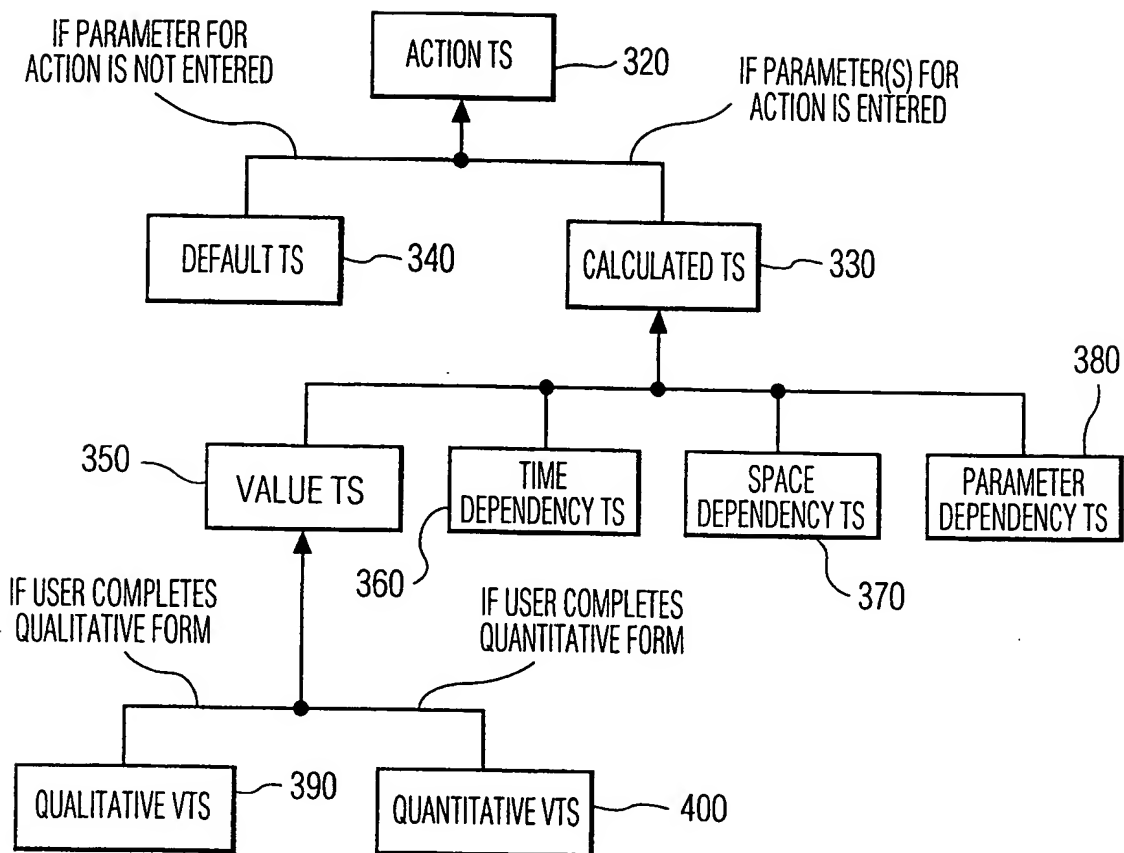 IF PARAMETER FOR
ACTION IS NOT ENTERED
ACTION TS
320
IF PARAMETER(S) FOR
ACTION IS ENTERED
DEFAULT TS
340
CALCULATED TS
330
380
350
VALUE TS
TIME
DEPENDENCY TS
SPACE
DEPENDENCY TS
PARAMETER
DEPENDENCY TS
360
370
IF USER COMPLETES
QUALITATIVE FORM
IF USER COMPLETES
QUANTITATIVE FORM
QUALITATIVE VTS
390
QUANTITATIVE VTS
400